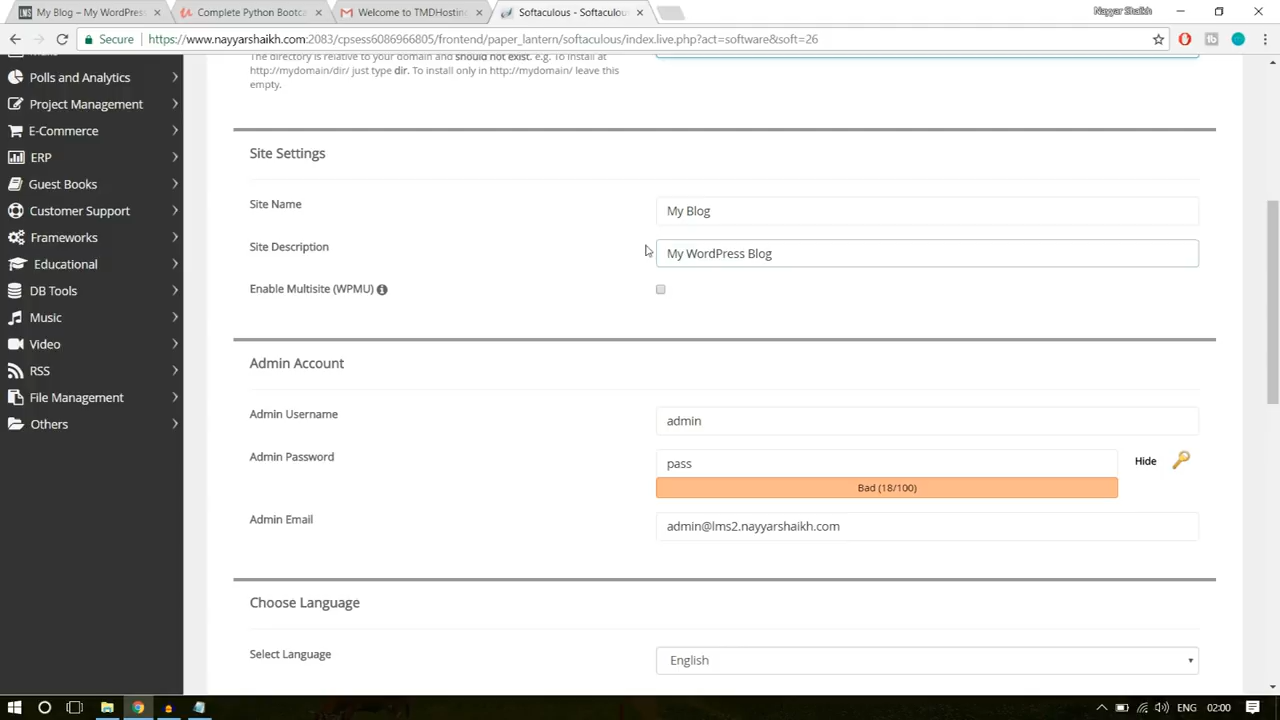 My Blog – My WordPress
Complete Python Bootca
Welcome to TMDHosting
Softaculous - Softaculou
Nayyar Shaikh
Secure
https://www.nayyarshaikh.com:2083/cpsess6086966805/frontend/paper_lantern/softaculous/index.live.php?act=software&soft=26
Polls and Analytics
Project Management
E-Commerce
ERP
Guest Books
Customer Support
Frameworks
Educational
DB Tools
Music
Video
RSS
File Management
Others
The directory is relative to your domain and should not exist. e.g. To install at
http://mydomain/dir/ just type dir. To install only in http://mydomain/ leave this
empty.
Site Settings
Site Name
My Blog
Site Description
My WordPress Blog
Enable Multisite (WPMU)
Admin Account
Admin Username
admin
Admin Password
pass
Hide
Bad (18/100)
Admin Email
admin@lms2.nayyarshaikh.com
Choose Language
Select Language
English
ENG
02:00